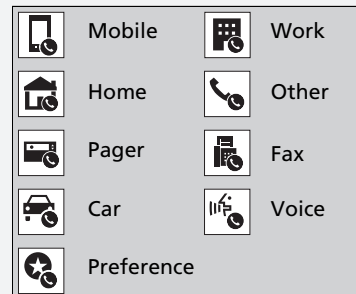 Mobile Work
Home Other
Pager Fax
Car Voice
Preference